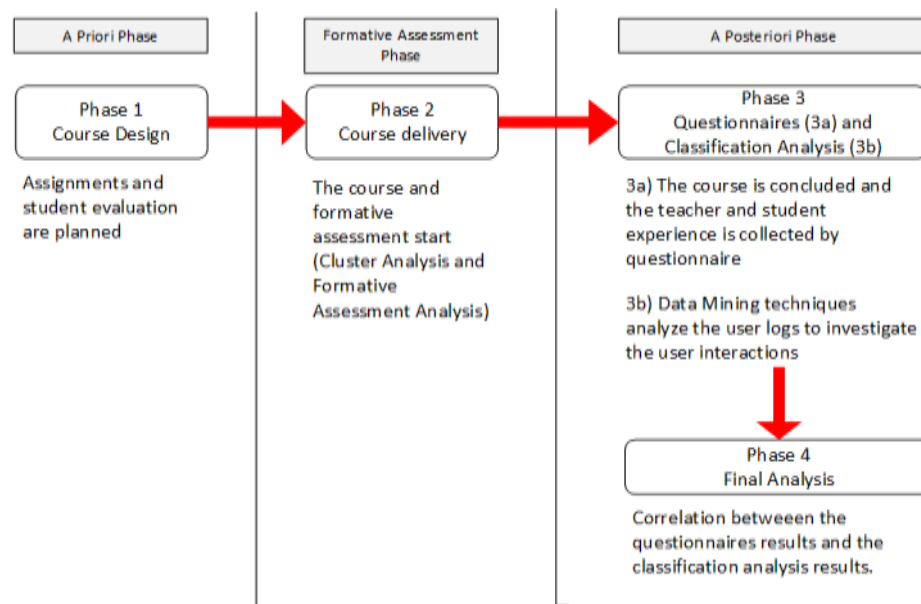 A Priori Phase
Phase 1
Course Design
Assignments and
student evaluation
are planned
Formative Assessment
Phase
Phase 2
Course delivery
The course and
formative
assessment start
(Cluster Analysis and
Formative
Assessment Analysis)
A Posteriori Phase
Phase 3
Questionnaires (3a) and
Classification Analysis (3b)
3a) The course is concluded and
the teacher and student
experience is collected by
questionnaire
3b) Data Mining techniques
analyze the user logs to investigate
the user interactions
Phase 4
Final Analysis
Correlation betweeen the
questionnaires results and the
classification analysis results.